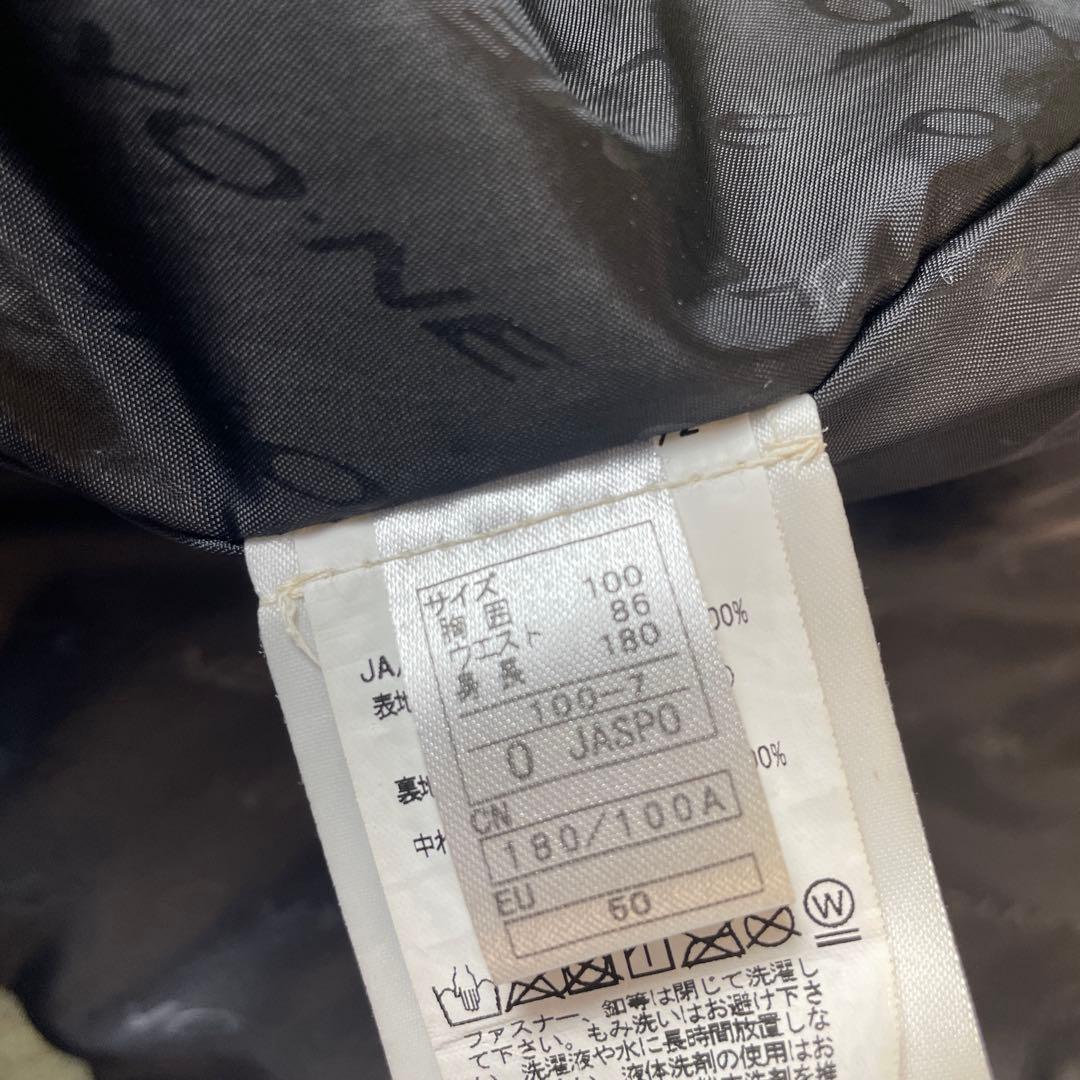 O
N
E
/2
サイズ
胸囲 100
ウエスト 86
身長 180
100-7
O JASPO
CN
180/100A
EU
50
JA/
00%
表地
裏地
00%
中わ
W
ファスナー、釦等は閉じて洗濯し
て下さい。もみ洗いはお避け下さ
い。洗濯液や水に長時間放置しな
液体洗剤の使用はお